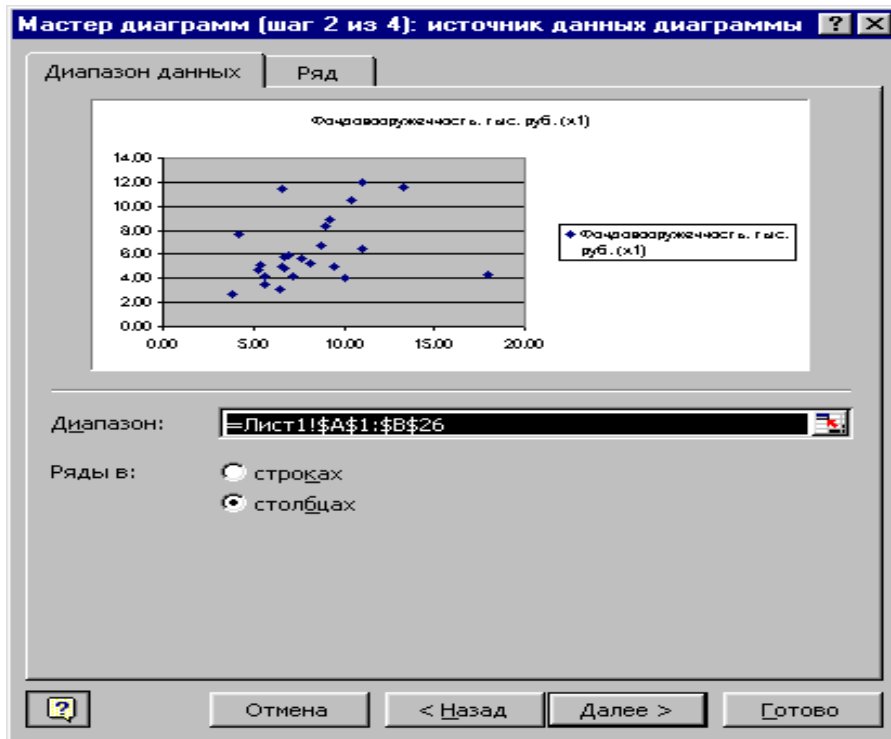 Мастер диаграмм (шаг 2 из 4): источник данных диаграммы
Диапазон данных
Ряд
Фондовооруженность, тыс. руб. (x1)
14.00
12.00
10.00
8.00
6.00
4.00
2.00
0.00
0.00 5.00 10.00 15.00 20.00
Фондовооруженность, тыс.
руб. (x1)
Диапазон: =Лист1!$A$1:$B$26
Ряды в: строках
столбцах
Отмена < Назад Далее > Готово